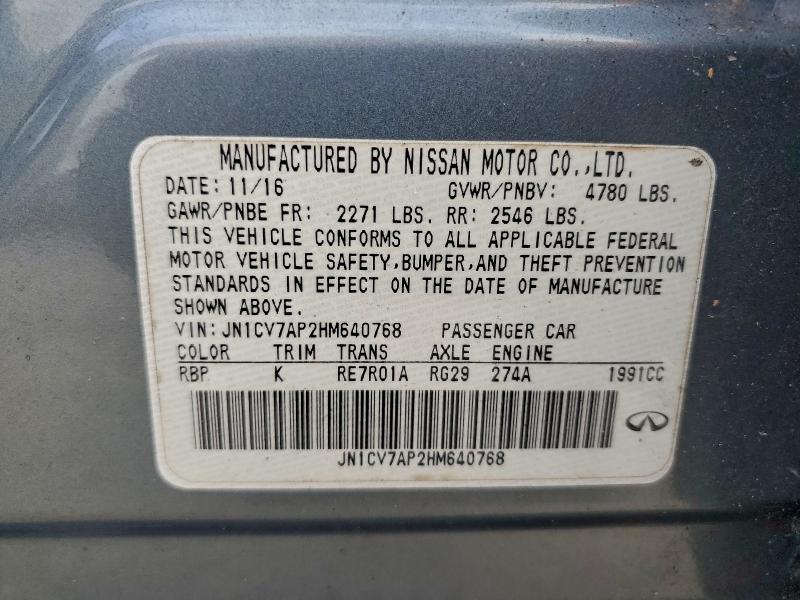 MANUFACTURED BY NISSAN MOTOR CO.,LTD.
DATE: 11/16 GVWR/PNBV: 4780 LBS.
GAWR/PNBE FR: 2271 LBS. RR: 2546 LBS.
THIS VEHICLE CONFORMS TO ALL APPLICABLE FEDERAL
MOTOR VEHICLE SAFETY,BUMPER,AND THEFT PREVENTION
STANDARDS IN EFFECT ON THE DATE OF MANUFACTURE
SHOWN ABOVE.
VIN: JN1CV7AP2HM640768 PASSENGER CAR
COLOR TRIM TRANS AXLE ENGINE
RBP K RE7R01A RG29 274A 1991CC
JN1CV7AP2HM640768